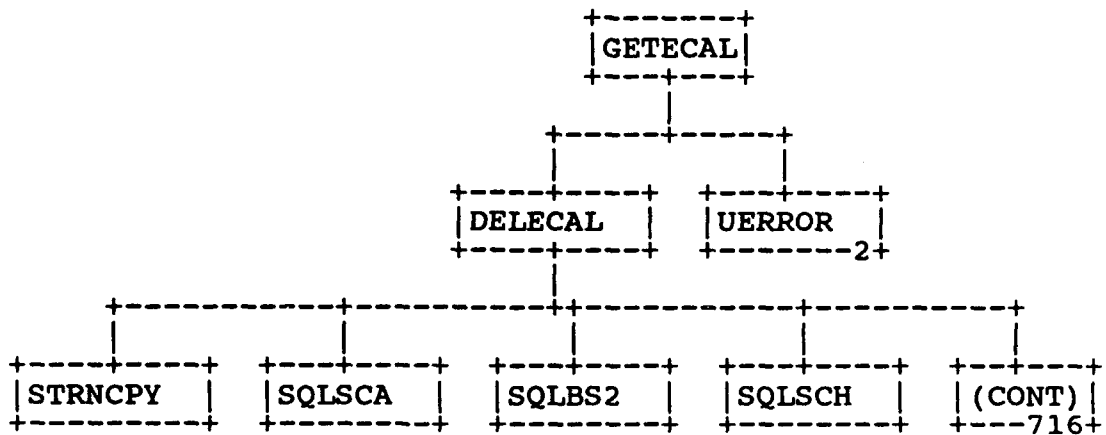 GETECAL
DELECAL UERROR
2
STRNCPY SQLSCA SQLBS2 SQLSCH (CONT)
716